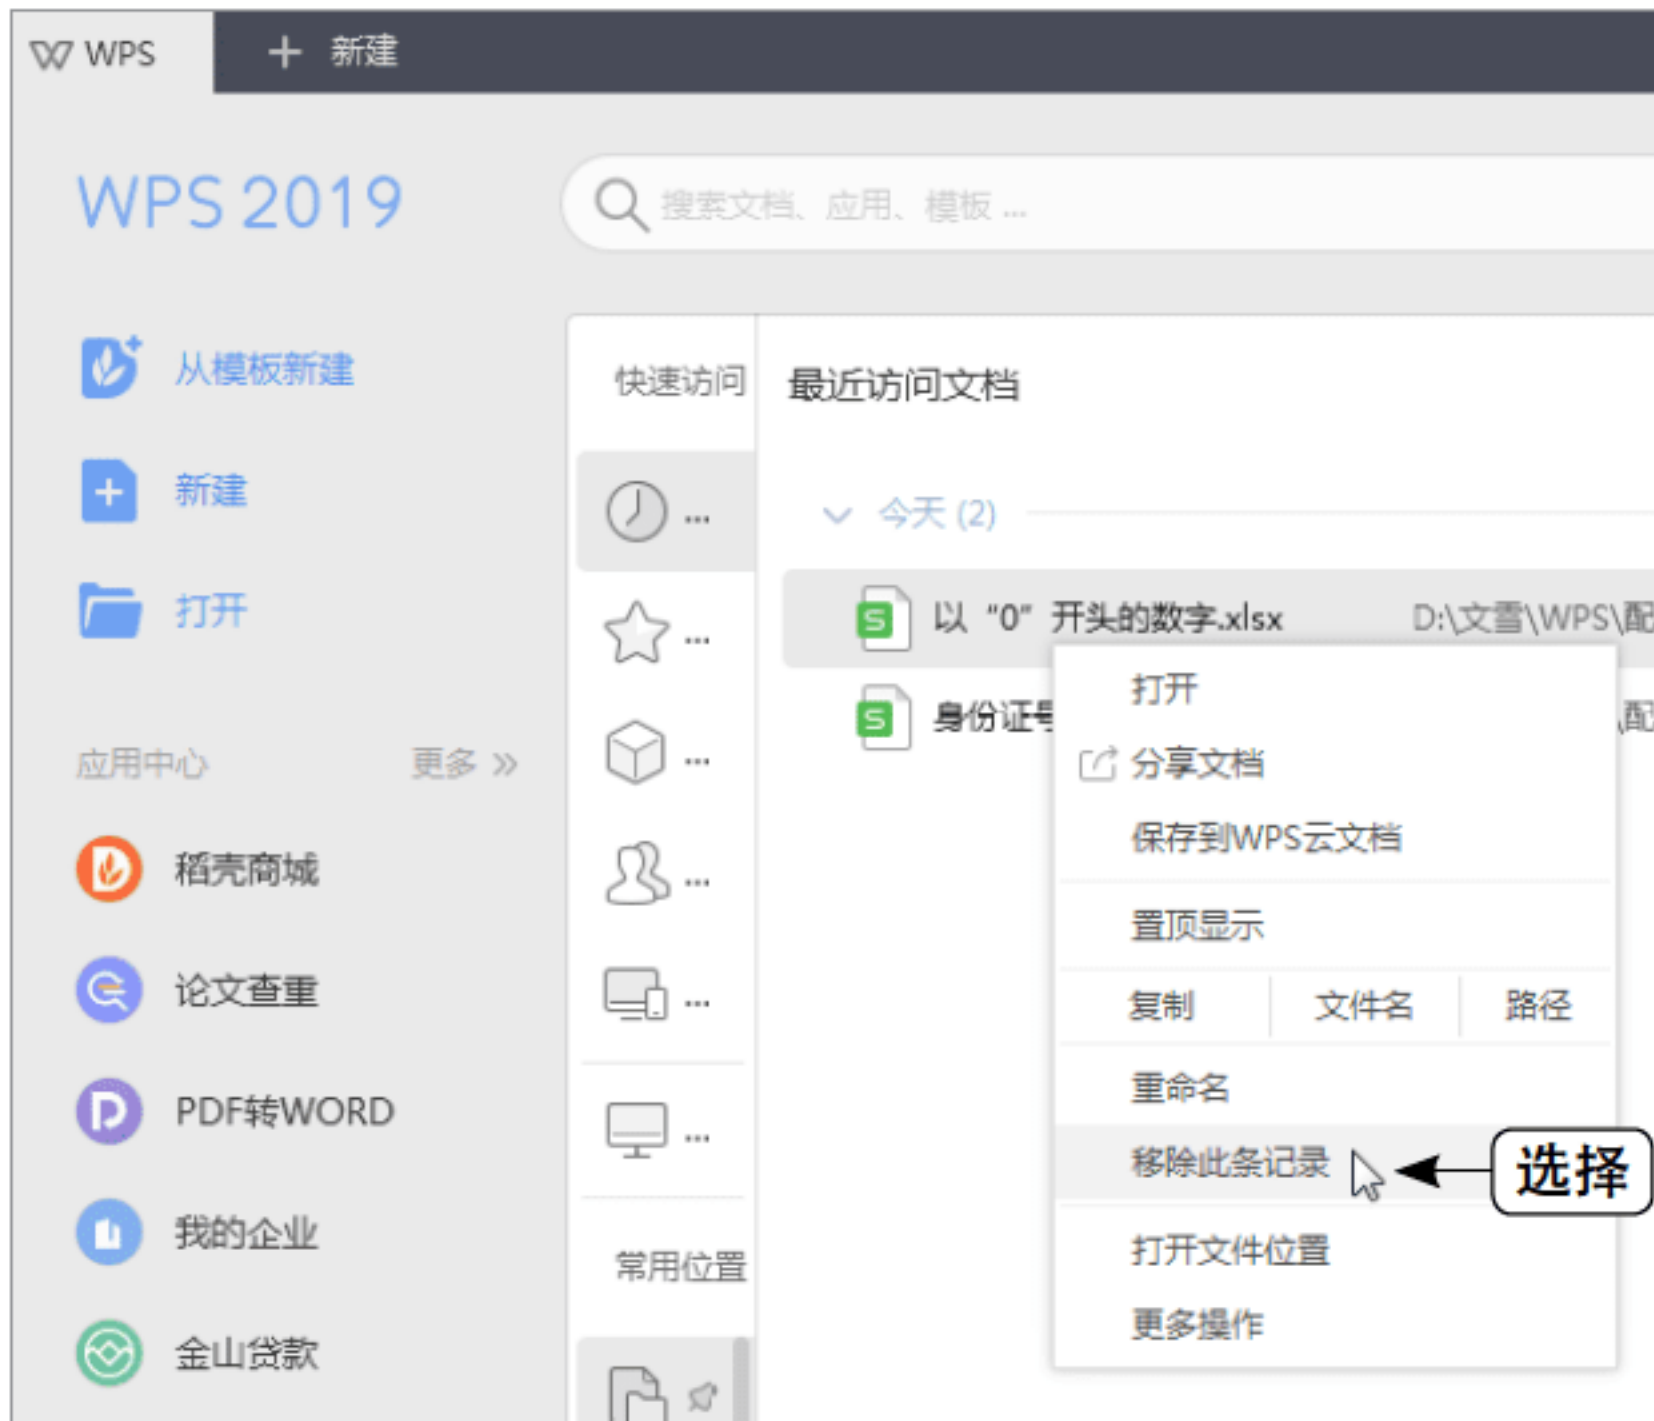 WPS
新建
WPS 2019
搜索文档、应用、模板 ...
从模板新建
新建
打开
应用中心 更多
稻壳商城
论文查重
PDF转WORD
我的企业
金山贷款
快速访问
...
...
...
...
...
...
常用位置
最近访问文档
今天 (2)
以“0”开头的数字.xlsx D:\文雪\WPS\配
身份证号 \配
打开
分享文档
保存到WPS云文档
置顶显示
复制 文件名 路径
重命名
移除此条记录
选择
打开文件位置
更多操作